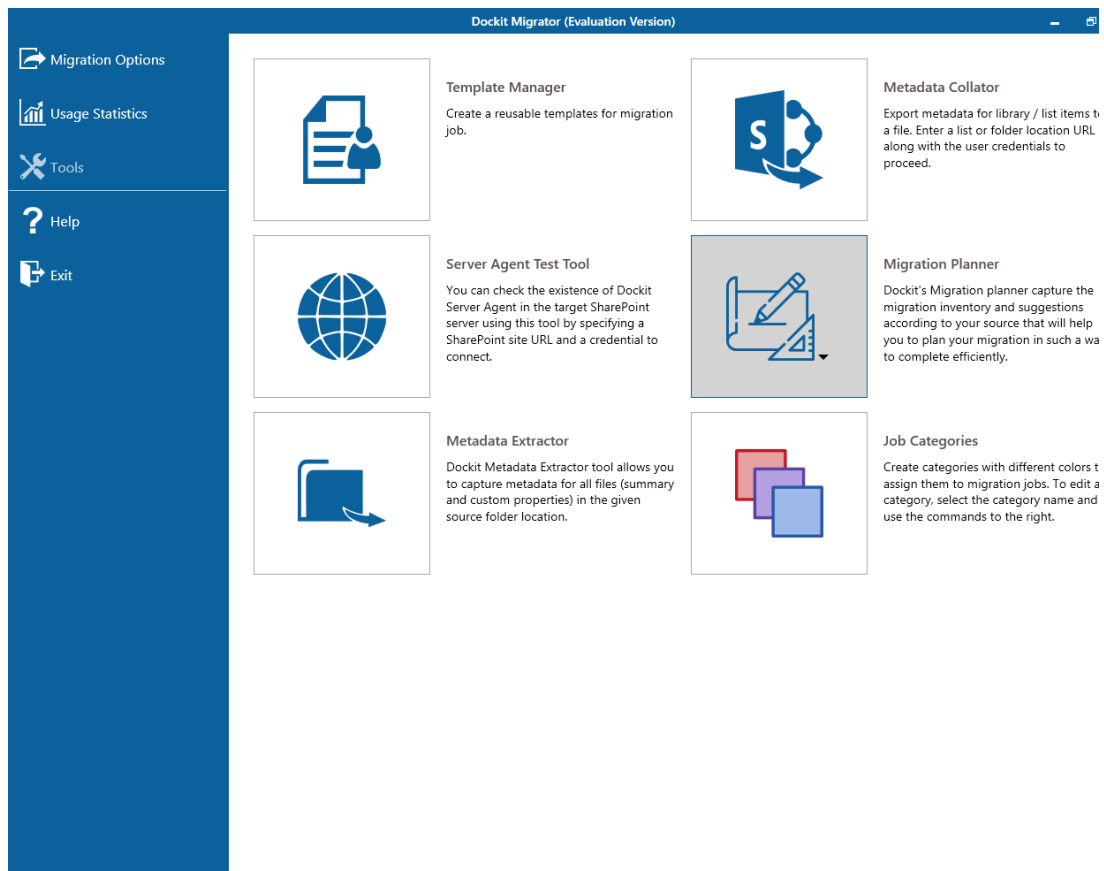 Dockit Migrator (Evaluation Version)
Migration Options
Usage Statistics
Tools
Help
Exit
Template Manager
Create a reusable templates for migration
job.
Metadata Collator
Export metadata for library / list items
a file. Enter a list or folder location URL
along with the user credentials to
proceed.
S
Server Agent Test Tool
You can check the existence of Dockit
Server Agent in the target SharePoint
server using this tool by specifying a
SharePoint site URL and a credential to
connect.
Migration Planner
Dockit's Migration planner capture the
migration inventory and suggestions
according to your source that will help
you to plan your migration in such a
to complete efficiently.
Metadata Extractor
Dockit Metadata Extractor tool allows you
to capture metadata for all files (summary
and custom properties) in the given
source folder location.
Job Categories
Create categories with different colors
assign them to migration jobs. To edit a
category, select the category name and
use the commands to the right.